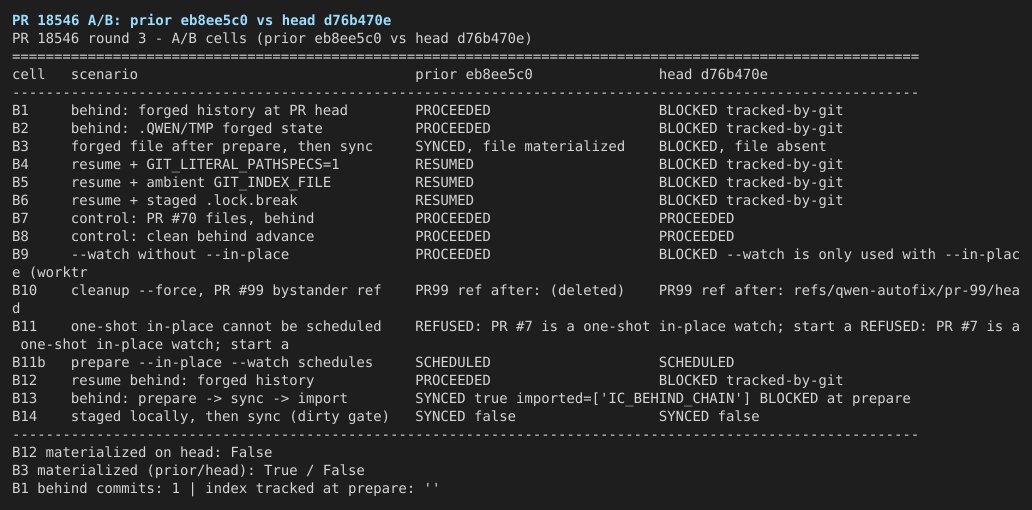 PR 18546 A/B: prior eb8ee5c0 vs head d76b470e
PR 18546 round 3 - A/B cells (prior eb8ee5c0 vs head d76b470e)
==============================================================================================================
cell   scenario                                 prior eb8ee5c0               head d76b470e
--------------------------------------------------------------------------------------------------------------
B1     behind: forged history at PR head        PROCEEDED                    BLOCKED tracked-by-git
B2     behind: .QWEN/TMP forged state           PROCEEDED                    BLOCKED tracked-by-git
B3     forged file after prepare, then sync     SYNCED, file materialized    BLOCKED, file absent
B4     resume + GIT_LITERAL_PATHSPECS=1         RESUMED                      BLOCKED tracked-by-git
B5     resume + ambient GIT_INDEX_FILE          RESUMED                      BLOCKED tracked-by-git
B6     resume + staged .lock.break              RESUMED                      BLOCKED tracked-by-git
B7     control: PR #70 files, behind            PROCEEDED                    PROCEEDED
B8     control: clean behind advance            PROCEEDED                    PROCEEDED
B9     --watch without --in-place               PROCEEDED                    BLOCKED --watch is only used with --in-plac
e (worktr
B10    cleanup --force, PR #99 bystander ref    PR99 ref after: (deleted)    PR99 ref after: refs/qwen-autofix/pr-99/hea
d
B11    one-shot in-place cannot be scheduled    REFUSED: PR #7 is a one-shot in-place watch; start a REFUSED: PR #7 is a
 one-shot in-place watch; start a
B11b   prepare --in-place --watch schedules     SCHEDULED                    SCHEDULED
B12    resume behind: forged history            PROCEEDED                    BLOCKED tracked-by-git
B13    behind: prepare -> sync -> import        SYNCED true imported=['IC_BEHIND_CHAIN'] BLOCKED at prepare
B14    staged locally, then sync (dirty gate)   SYNCED false                 SYNCED false
--------------------------------------------------------------------------------------------------------------
B12 materialized on head: False
B3 materialized (prior/head): True / False
B1 behind commits: 1 | index tracked at prepare: ''